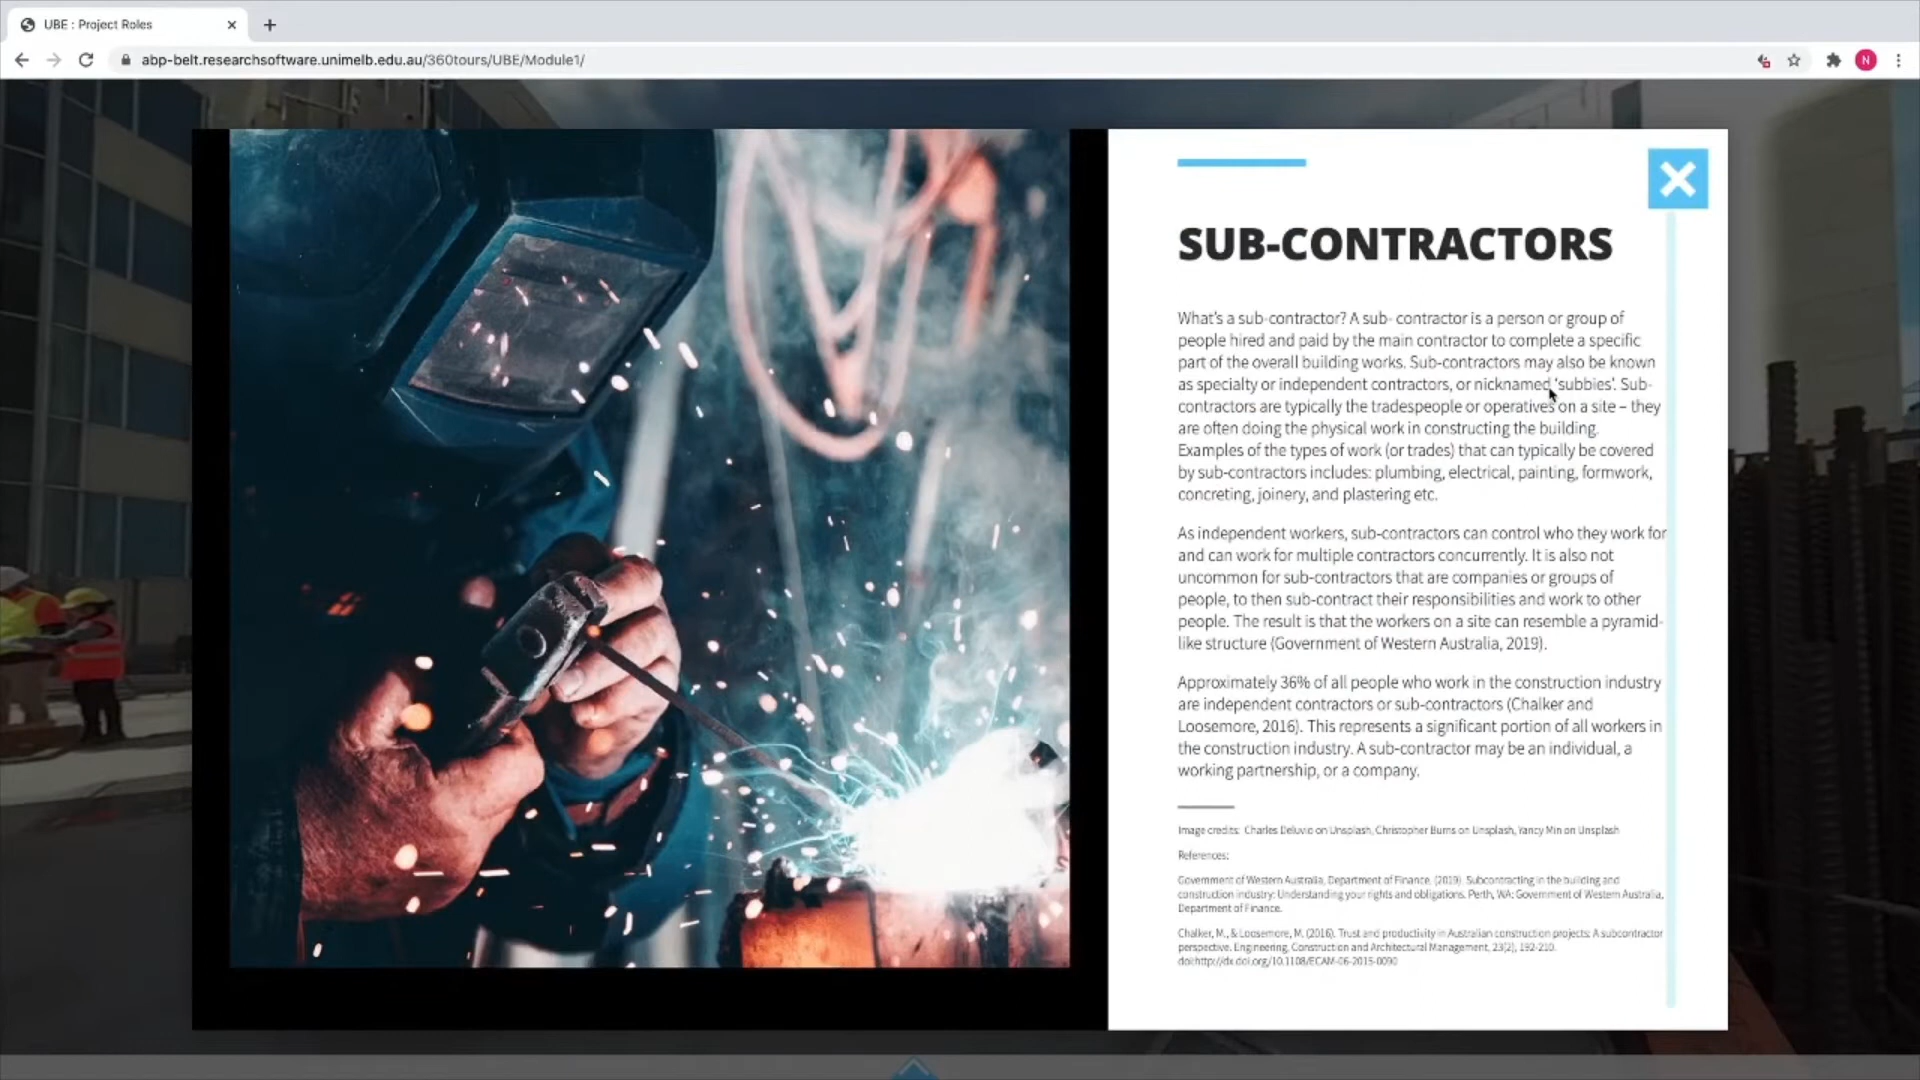 UBE : Project Roles
abp-belt.researchsoftware.unimelb.edu.au/360tours/UBE/Module1/
N
SUB-CONTRACTORS
What's a sub-contractor? A sub- contractor is a person or group of
people hired and paid by the main contractor to complete a specific
part of the overall building works. Sub-contractors may also be known
as specialty or independent contractors, or nicknamed 'subbies'. Sub-
contractors are typically the tradespeople or operatives on a site – they
are often doing the physical work in constructing the building.
Examples of the types of work (or trades) that can typically be covered
by sub-contractors includes: plumbing, electrical, painting, formwork,
concreting, joinery, and plastering etc.
As independent workers, sub-contractors can control who they work for
and can work for multiple contractors concurrently. It is also not
uncommon for sub-contractors that are companies or groups of
people, to then sub-contract their responsibilities and work to other
people. The result is that the workers on a site can resemble a pyramid-
like structure (Government of Western Australia, 2019).
Approximately 36% of all people who work in the construction industry
are independent contractors or sub-contractors (Chalker and
Loosemore, 2016). This represents a significant portion of all workers in
the construction industry. A sub-contractor may be an individual, a
working partnership, or a company.
Image credits: Charles Deluvio on Unsplash, Christopher Burns on Unsplash, Yancy Min on Unsplash
References:
Government of Western Australia, Department of Finance, (2019). Subcontracting in the building and
construction industry: Understanding your rights and obligations. Perth, WA: Government of Western Australia,
Department of Finance.
Chalker, M., & Loosemore, M. (2016). Trust and productivity in Australian construction projects: A subcontractor
perspective. Engineering, Construction and Architectural Management, 23(2), 192-210.
doi:http://dx.doi.org/10.1108/ECAM-06-2015-0090